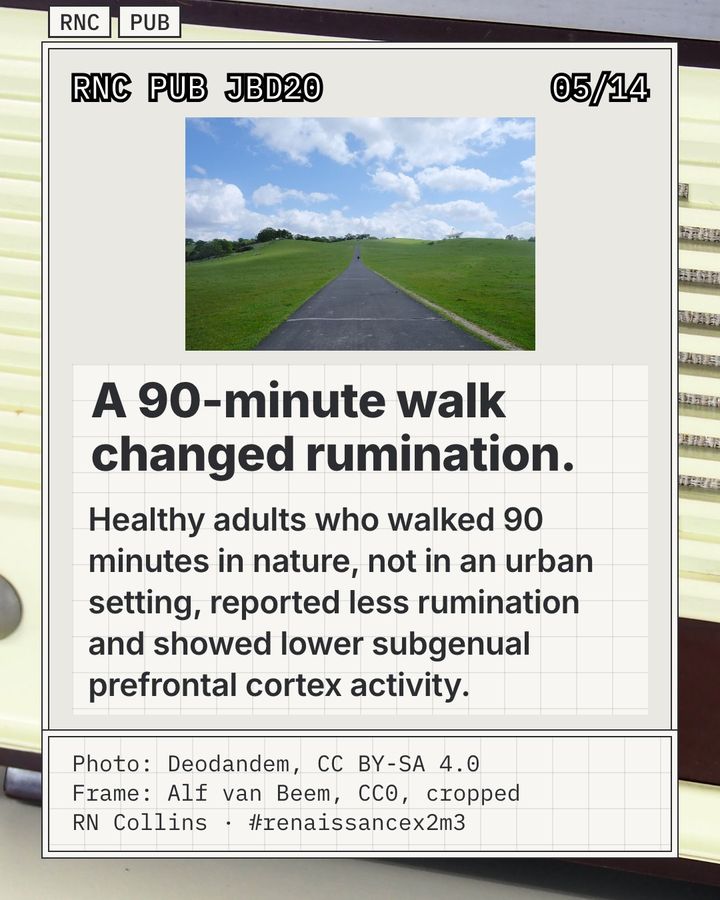 RNC PUB
RNC PUB JBD20 05/14
A 90-minute walk
changed rumination.
Healthy adults who walked 90
minutes in nature, not in an urban
setting, reported less rumination
and showed lower subgenual
prefrontal cortex activity.
Photo: Deodandem, CC BY-SA 4.0
Frame: Alf van Beem, CC0, cropped
RN Collins · #renaissancex2m3